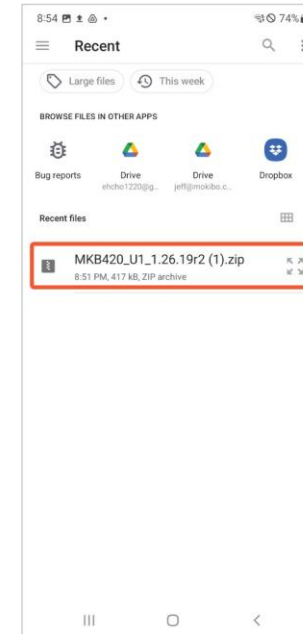 8:54
74%
Recent
Large files
This week
BROWSE FILES IN OTHER APPS
Bug reports
Drive
Drive
Dropbox
ehcho1220@g...
jeff@mokibo.c...
Recent files
MKB420_U1_1.26.19r2 (1).zip
8:51 PM, 417 kB, ZIP archive